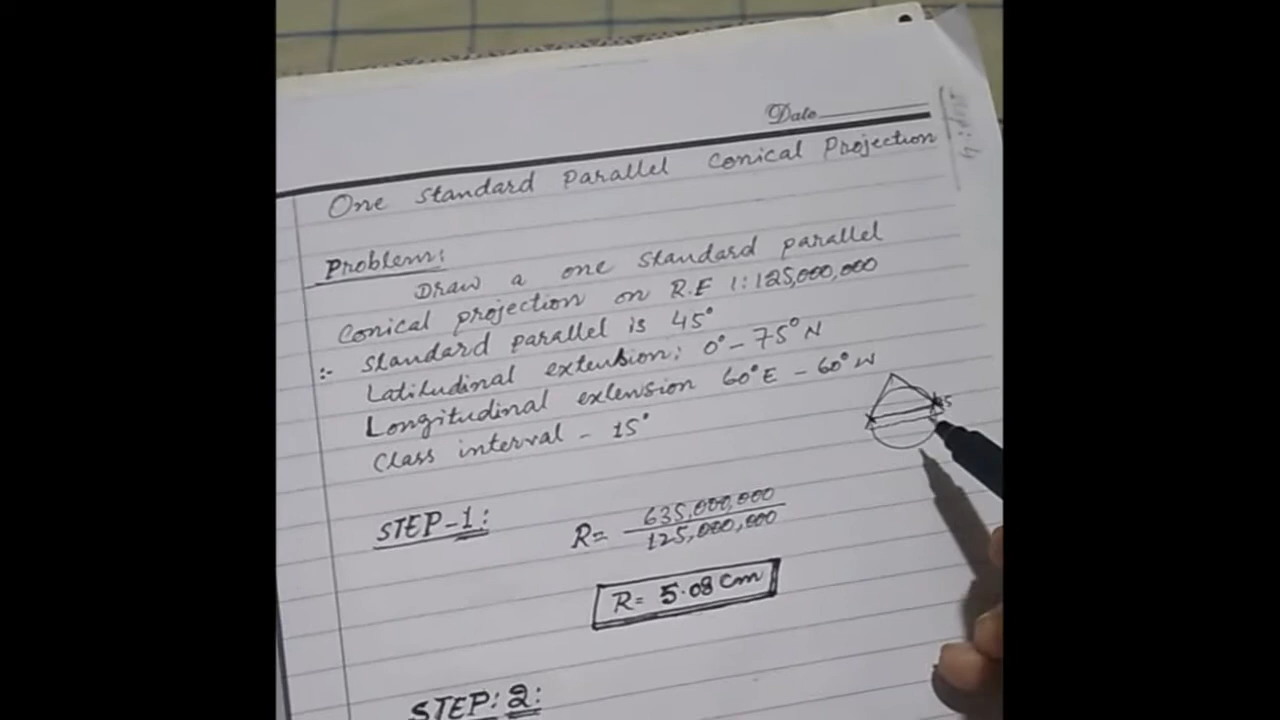 Date
One standard parallel conical Projection
Problem:
Draw a one standard parallel
conical projection on R.F 1:125,000,000
:- standard parallel is 45°
Latitudinal extension: 0° - 75° N
Longitudinal extension 60°E - 60° W
Class interval - 15°
45
STEP-1:
R= 635,000,000
125,000,000
R= 5.08 cm
STEP: 2: